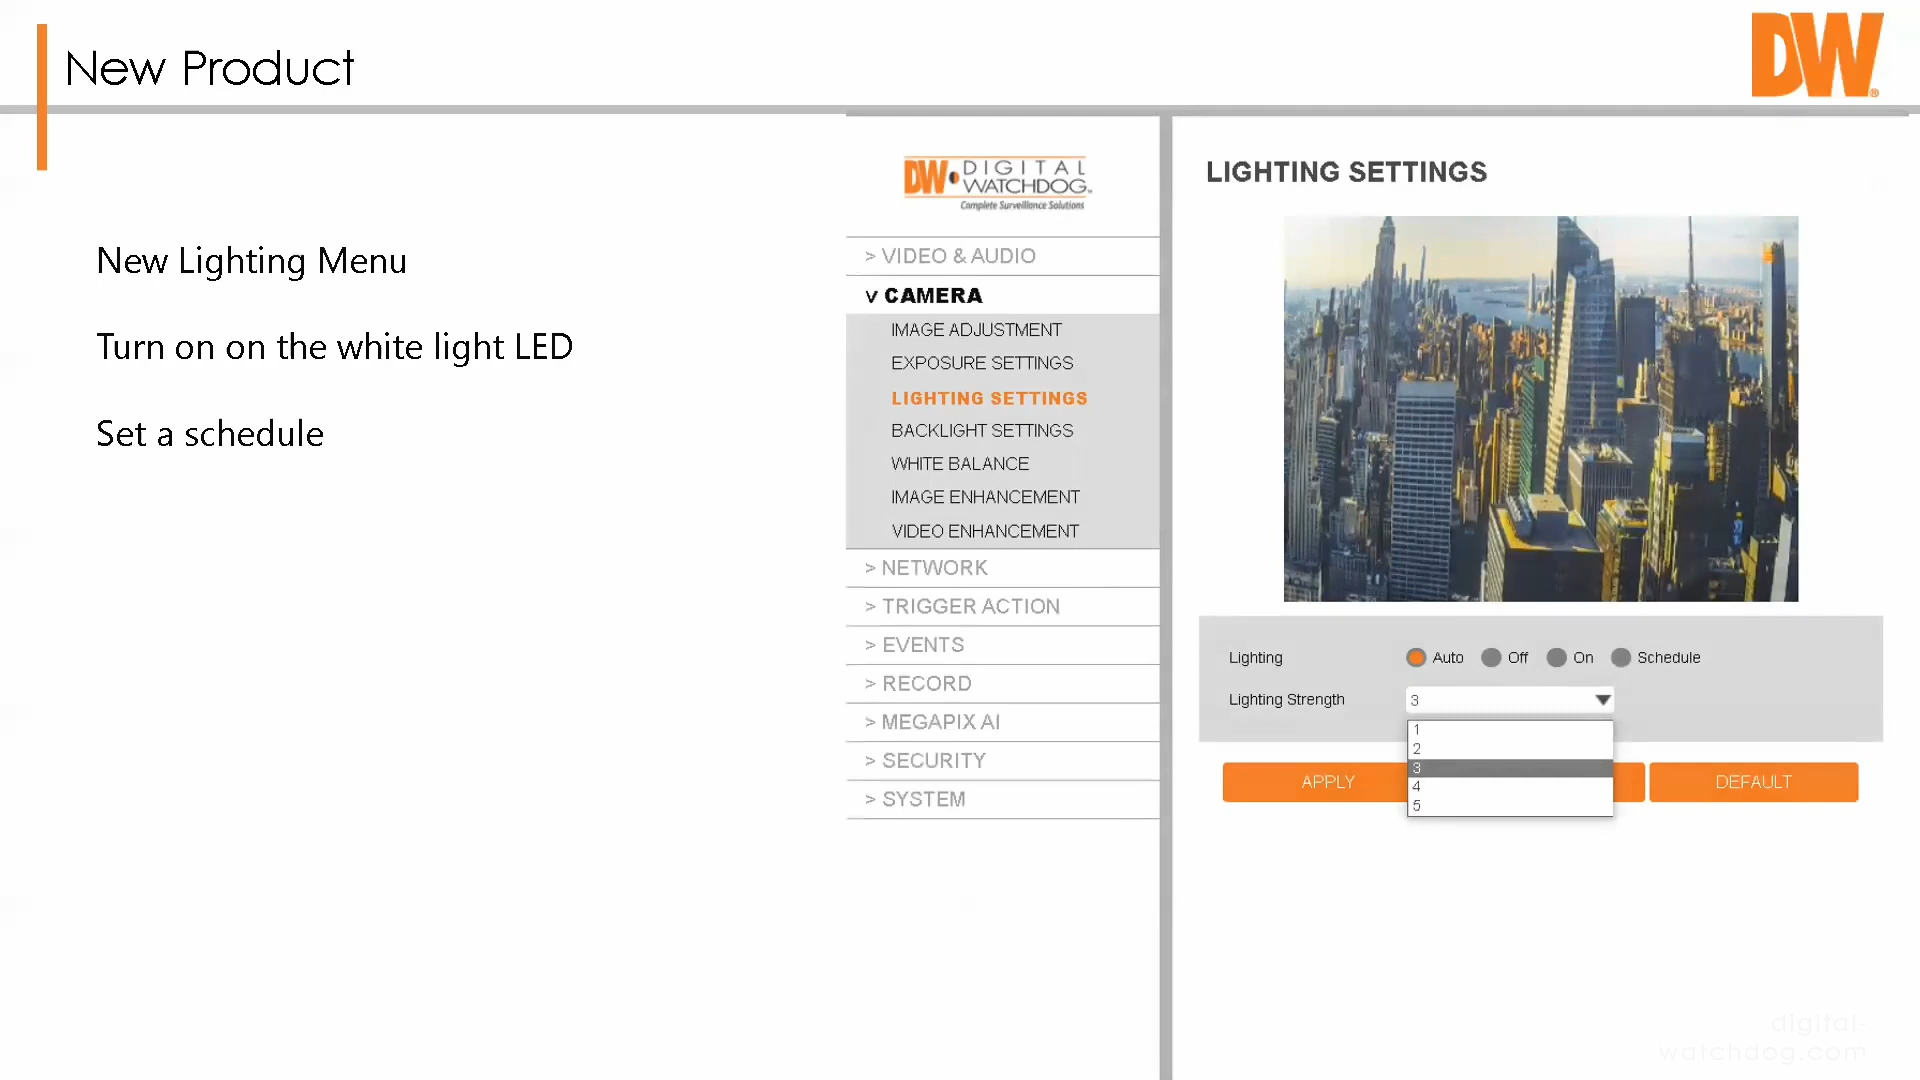 New Product
DW®
New Lighting Menu
Turn on on the white light LED
Set a schedule
DW DIGITAL
WATCHDOG
Complete Surveillance Solutions
> VIDEO & AUDIO
v CAMERA
IMAGE ADJUSTMENT
EXPOSURE SETTINGS
LIGHTING SETTINGS
BACKLIGHT SETTINGS
WHITE BALANCE
IMAGE ENHANCEMENT
VIDEO ENHANCEMENT
> NETWORK
> TRIGGER ACTION
> EVENTS
> RECORD
> MEGAPIX AI
> SECURITY
> SYSTEM
LIGHTING SETTINGS
Lighting Auto Off On Schedule
Lighting Strength 3
1
2
3
4
5
APPLY DEFAULT
digital-
watchdog.com